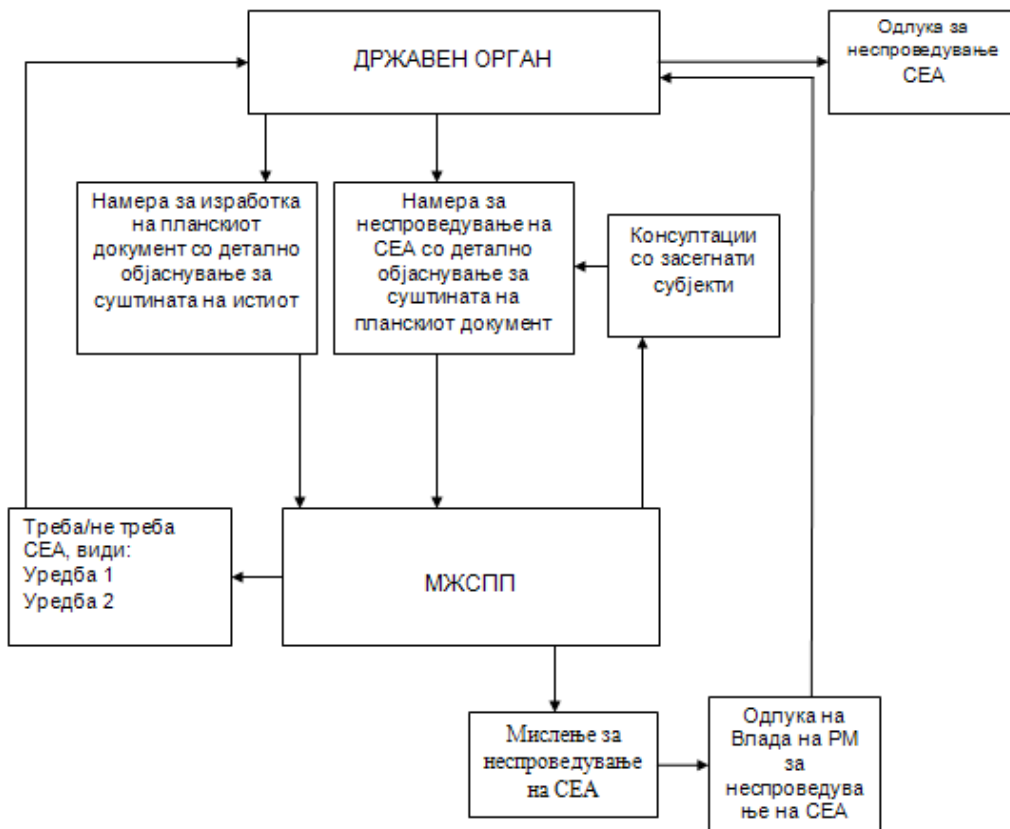 ДРЖАВЕН ОРГАН
Одлука за
неспроведување
СЕА
Намера за изработка
на планскиот
документ со детално
објаснување за
суштината на истиот
Намера за
неспроведување на
СЕА со детално
објаснување за
суштината на
планскиот документ
Консултации
со засегнати
субјекти
Треба/не треба
СЕА, види:
Уредба 1
Уредба 2
МЖСПП
Мислење за
неспроведување
на СЕА
Одлука на
Влада на РМ
за
неспроведува
ње на СЕА